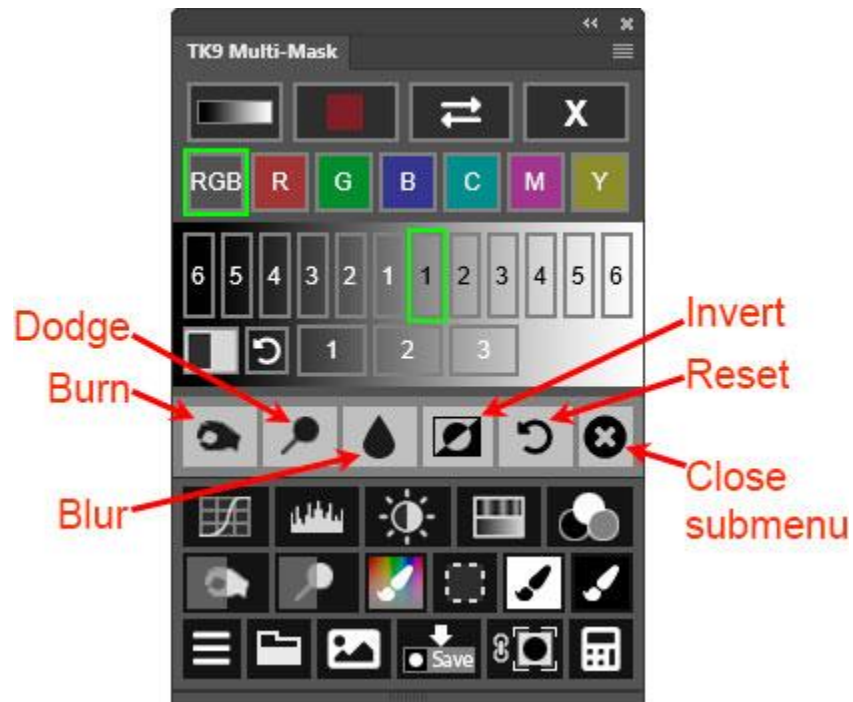 TK9 Multi-Mask
X
RGB R G B C M Y
6 5 4 3 2 1 1 2 3 4 5 6
1 2 3
Dodge
Burn
Blur
Invert
Reset
Close
submenu
Save